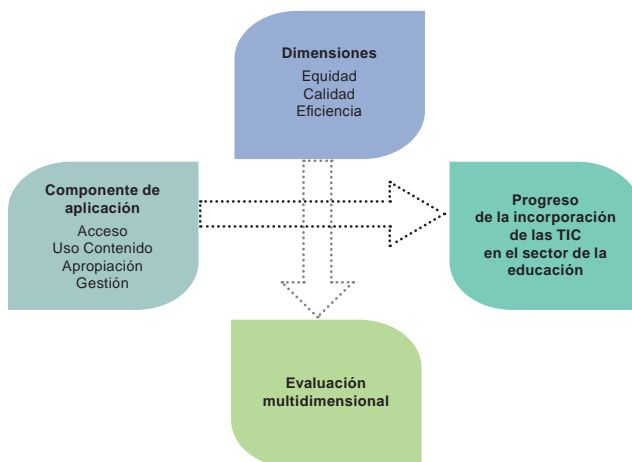 Dimensiones
Equidad
Calidad
Eficiencia
Componente de
aplicación
Acceso
Uso Contenido
Apropiación
Gestión
Progreso
de la incorporación
de las TIC
en el sector de la
educación
Evaluación
multidimensional